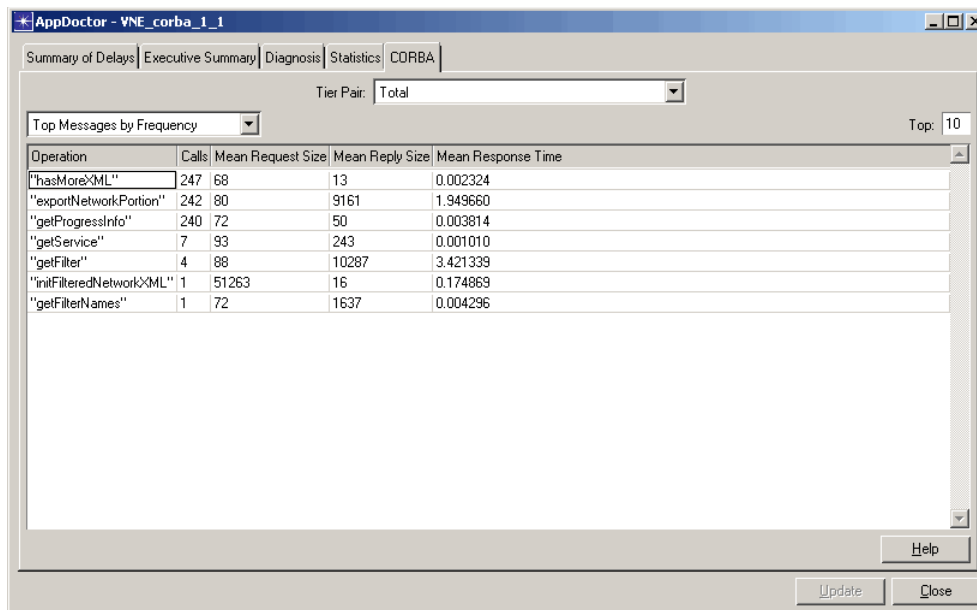 AppDoctor - VNE_corba_1_1
Summary of Delays Executive Summary Diagnosis Statistics CORBA
Tier Pair: Total
Top Messages by Frequency Top: 10
Operation Calls Mean Request Size Mean Reply Size Mean Response Time
"hasMoreXML" 247 68 13 0.002324
"exportNetworkPortion" 242 80 9161 1.949660
"getProgressInfo" 240 72 50 0.003814
"getService" 7 93 243 0.001010
"getFilter" 4 88 10287 3.421339
"initFilteredNetworkXML" 1 51263 16 0.174869
"getFilterNames" 1 72 1637 0.004296
Help
Update Close